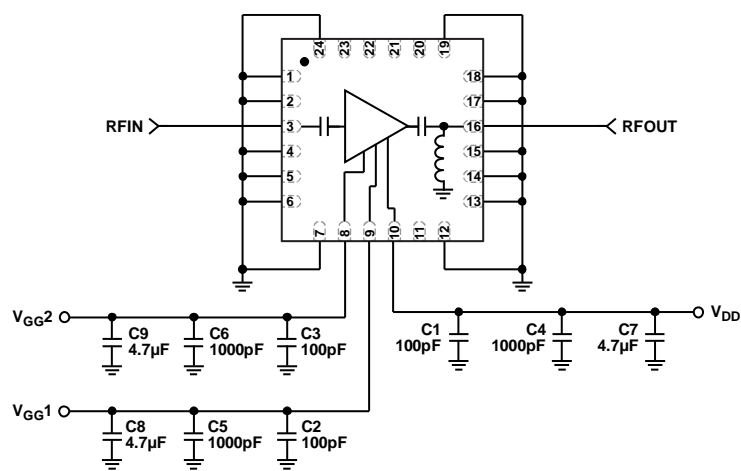 24 23 22 21 20 19
1 18
2 17
RFIN 3 16 RFOUT
4 15
5 14
6 13
7 8 9 10 11 12
VGG2 VDD
C9 4.7µF
C6 1000pF
C3 100pF
C1 100pF
C4 1000pF
C7 4.7µF
VGG1
C8 4.7µF
C5 1000pF
C2 100pF